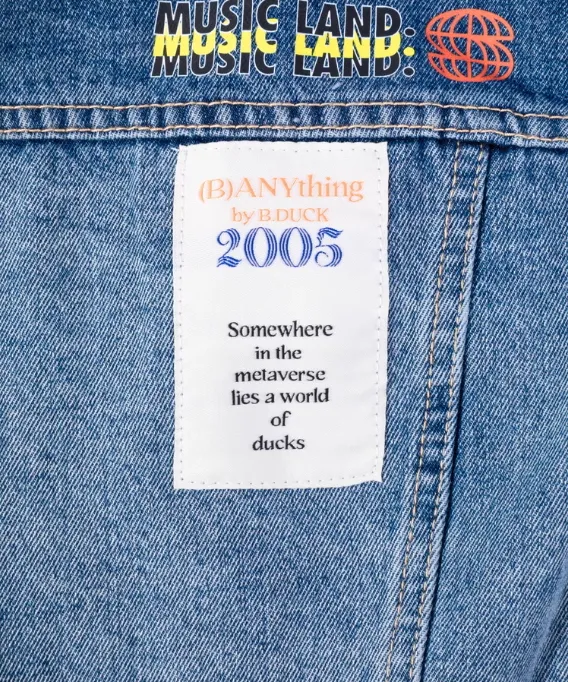 MUSIC LAND:
MUSIC LAND:
MUSIC LAND:
(B)ANYthing
by B.DUCK
2005
Somewhere
in the
metaverse
lies a world
of
ducks